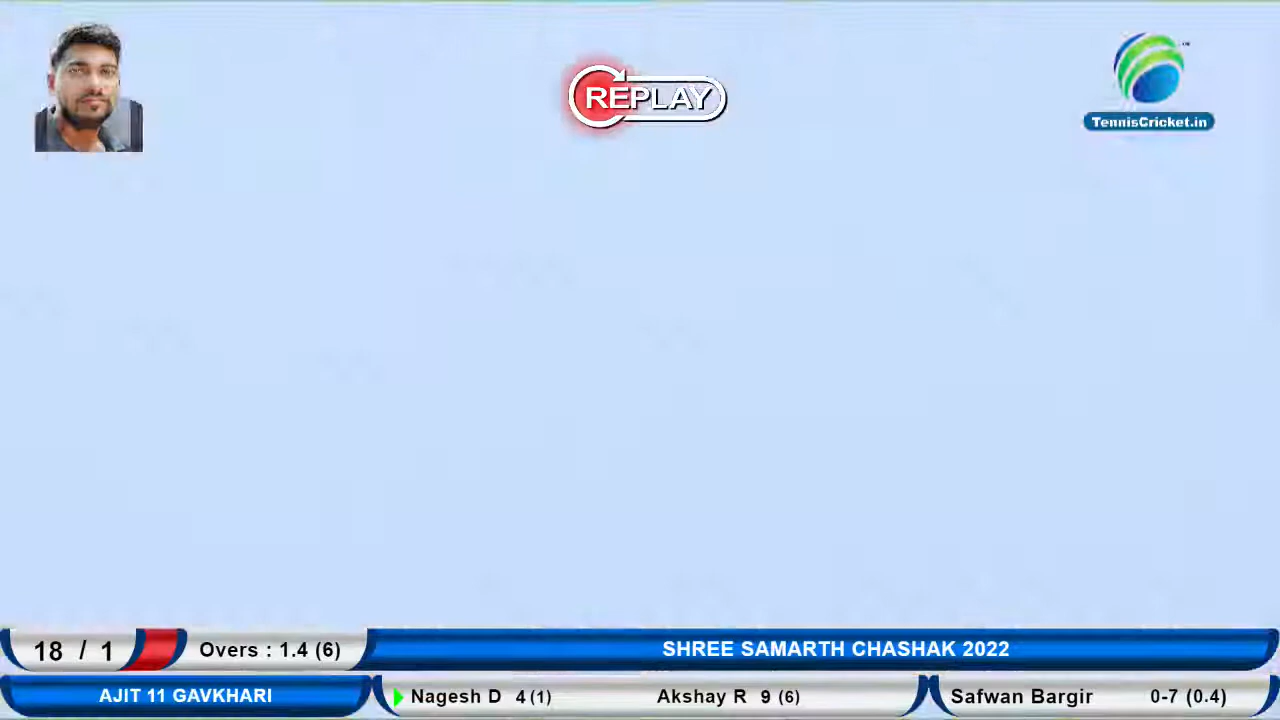 REPLAY
TennisCricket.in
18 / 1
Overs : 1.4 (6)
SHREE SAMARTH CHASHAK 2022
AJIT 11 GAVKHARI
Nagesh D 4 (1)
Akshay R 9 (6)
Safwan Bargir 0-7 (0.4)